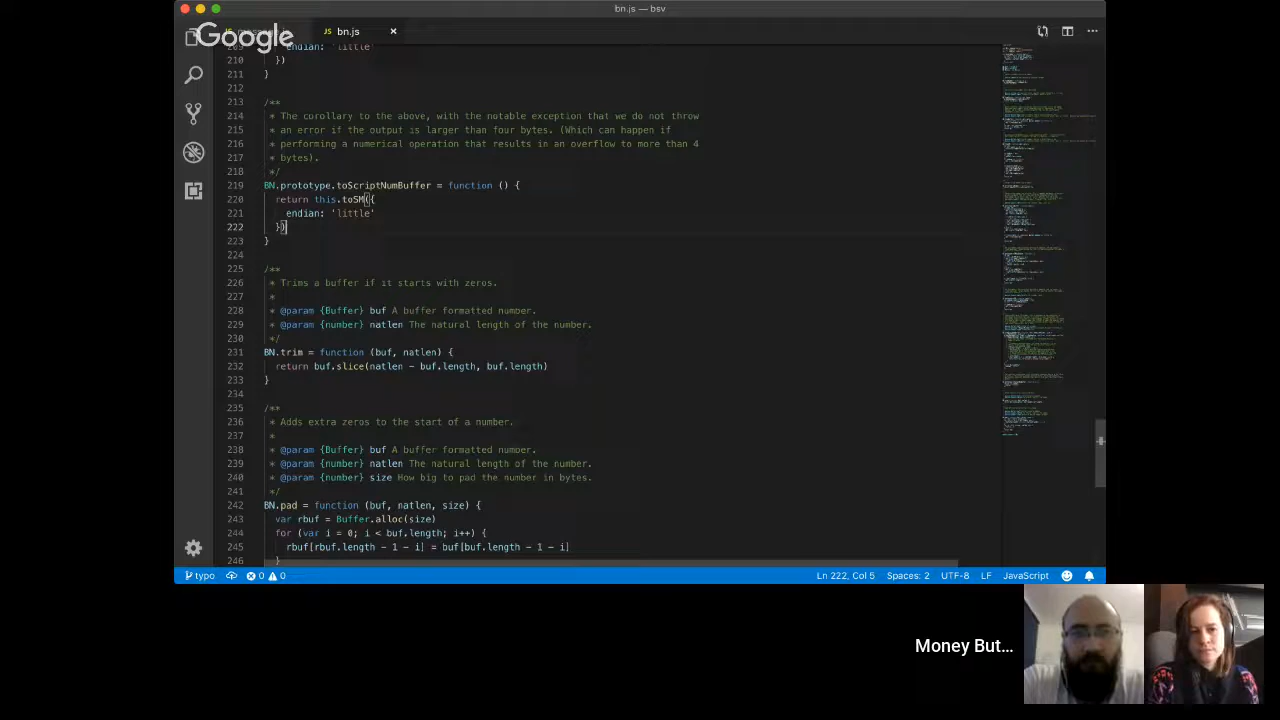 bn.js — bsv
Google
JS bn.js ×
209 endian: 'little'
210 })
211 }
212
213 /**
214 * The corollary to the above, with the notable exception that we do not throw
215 * an error if the output is larger than four bytes. (Which can happen if
216 * performing a numerical operation that results in an overflow to more than 4
217 * bytes).
218 */
219 BN.prototype.toScriptNumBuffer = function () {
220 return this.toSM({
221 endian: 'little'
222 })
223 }
224
225 /**
226 * Trims a buffer if it starts with zeros.
227 *
228 * @param {Buffer} buf A buffer formatted number.
229 * @param {number} natlen The natural length of the number.
230 */
231 BN.trim = function (buf, natlen) {
232 return buf.slice(natlen - buf.length, buf.length)
233 }
234
235 /**
236 * Adds extra zeros to the start of a number.
237 *
238 * @param {Buffer} buf A buffer formatted number.
239 * @param {number} natlen The natural length of the number.
240 * @param {number} size How big to pad the number in bytes.
241 */
242 BN.pad = function (buf, natlen, size) {
243 var rbuf = Buffer.alloc(size)
244 for (var i = 0; i < buf.length; i++) {
245 rbuf[rbuf.length - 1 - i] = buf[buf.length - 1 - i]
246 }
typo 0 0 Ln 222, Col 5 Spaces: 2 UTF-8 LF JavaScript
Money But...